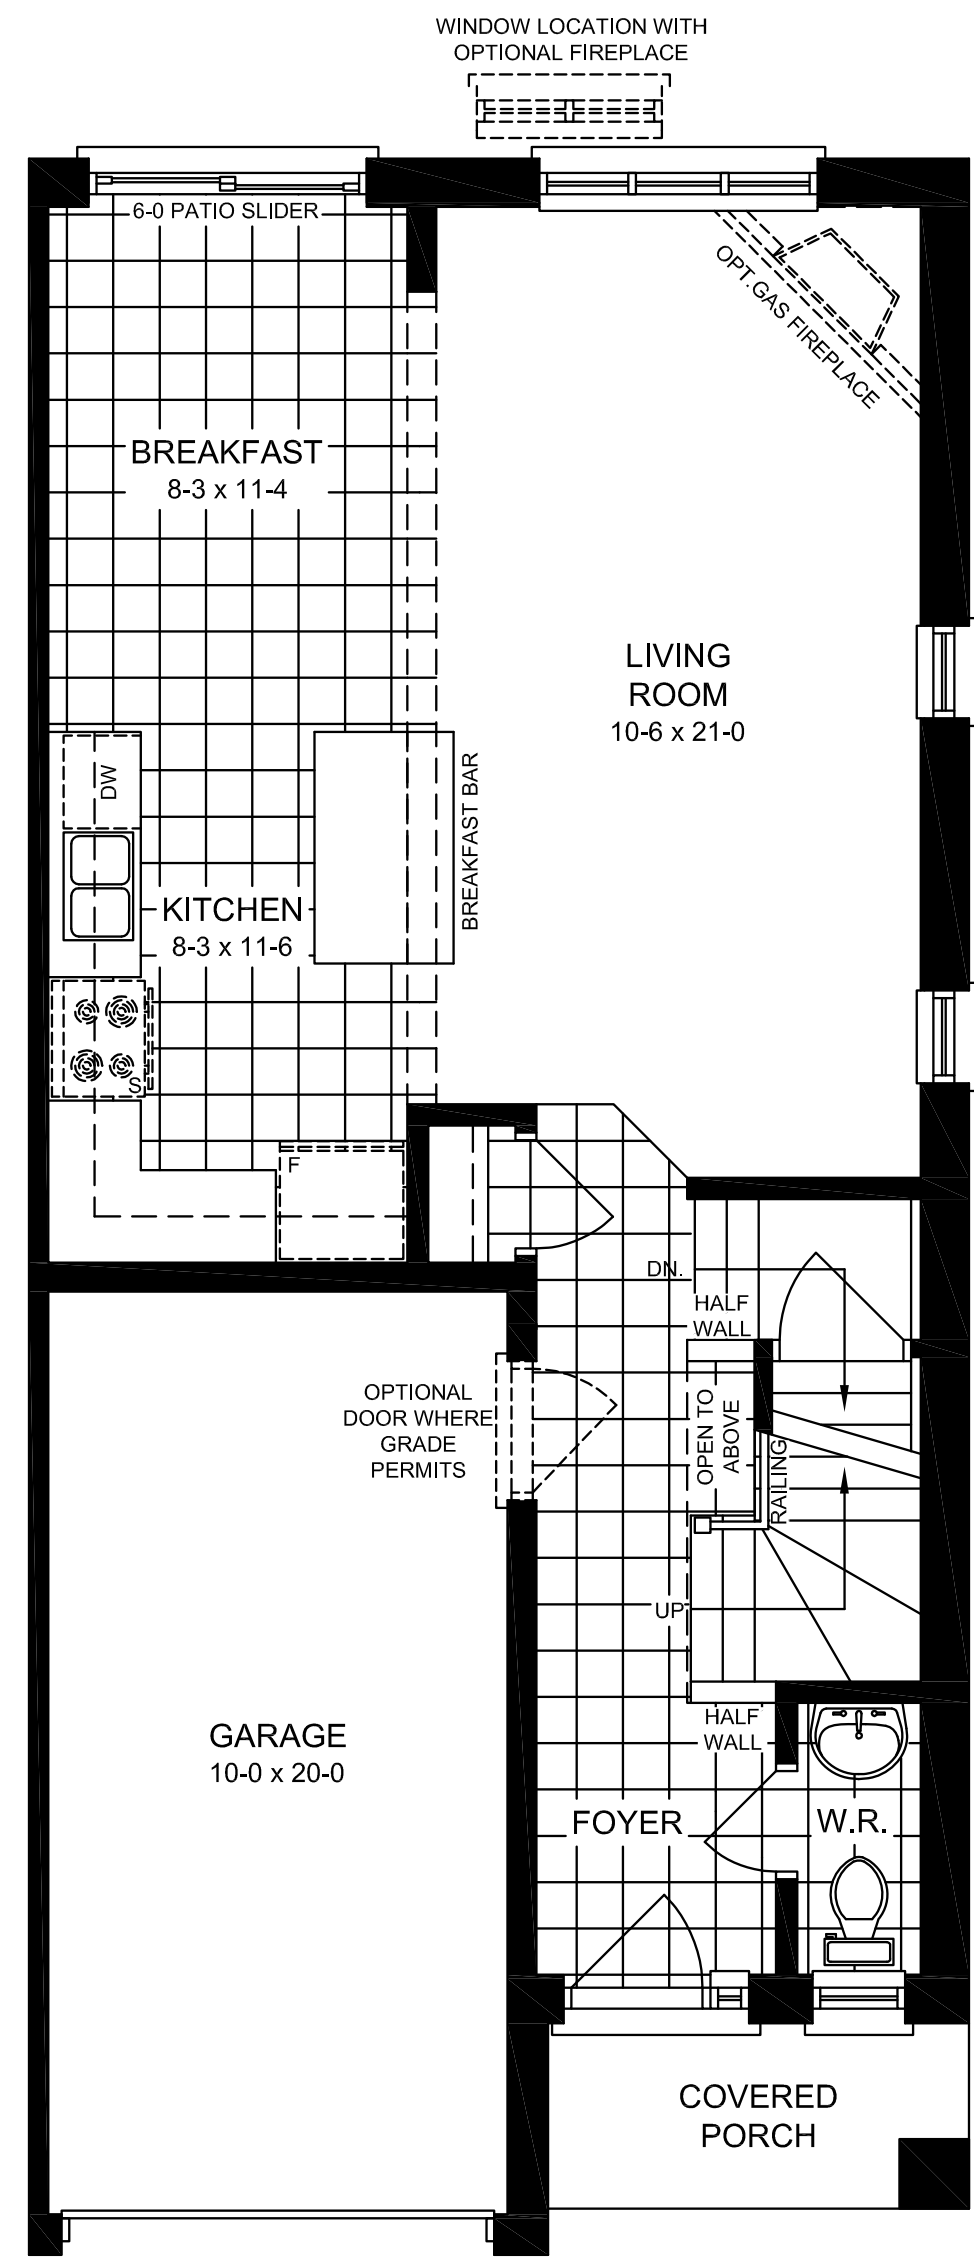 WINDOW LOCATION WITH
OPTIONAL FIREPLACE
6-0 PATIO SLIDER
OPT.GAS FIREPLACE
BREAKFAST
8-3 x 11-4
LIVING
ROOM
10-6 x 21-0
DW
BREAKFAST BAR
KITCHEN
8-3 x 11-6
S
F
DN.
HALF
WALL
OPTIONAL
DOOR WHERE
GRADE
PERMITS
OPEN TO
ABOVE
RAILING
UP
HALF
WALL
GARAGE
10-0 x 20-0
FOYER
W.R.
COVERED
PORCH